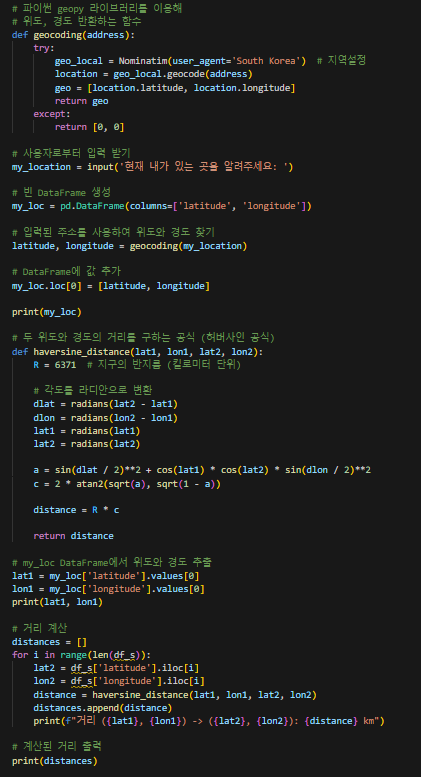 # 파이썬 geopy 라이브러리를 이용해
# 위도, 경도 반환하는 함수
def geocoding(address):
    try:
        geo_local = Nominatim(user_agent='South Korea')  # 지역설정
        location = geo_local.geocode(address)
        geo = [location.latitude, location.longitude]
        return geo
    except:
        return [0, 0]

# 사용자로부터 입력 받기
my_location = input('현재 내가 있는 곳을 알려주세요: ')

# 빈 DataFrame 생성
my_loc = pd.DataFrame(columns=['latitude', 'longitude'])

# 입력된 주소를 사용하여 위도와 경도 찾기
latitude, longitude = geocoding(my_location)

# DataFrame에 값 추가
my_loc.loc[0] = [latitude, longitude]

print(my_loc)

# 두 위도와 경도의 거리를 구하는 공식 (허버사인 공식)
def haversine_distance(lat1, lon1, lat2, lon2):
    R = 6371  # 지구의 반지름 (킬로미터 단위)

    # 각도를 라디안으로 변환
    dlat = radians(lat2 - lat1)
    dlon = radians(lon2 - lon1)
    lat1 = radians(lat1)
    lat2 = radians(lat2)

    a = sin(dlat / 2)**2 + cos(lat1) * cos(lat2) * sin(dlon / 2)**2
    c = 2 * atan2(sqrt(a), sqrt(1 - a))

    distance = R * c

    return distance

# my_loc DataFrame에서 위도와 경도 추출
lat1 = my_loc['latitude'].values[0]
lon1 = my_loc['longitude'].values[0]
print(lat1, lon1)

# 거리 계산
distances = []
for i in range(len(df_s)):
    lat2 = df_s['latitude'].iloc[i]
    lon2 = df_s['longitude'].iloc[i]
    distance = haversine_distance(lat1, lon1, lat2, lon2)
    distances.append(distance)
    print(f"거리 ({lat1}, {lon1}) -> ({lat2}, {lon2}): {distance} km")

# 계산된 거리 출력
print(distances)